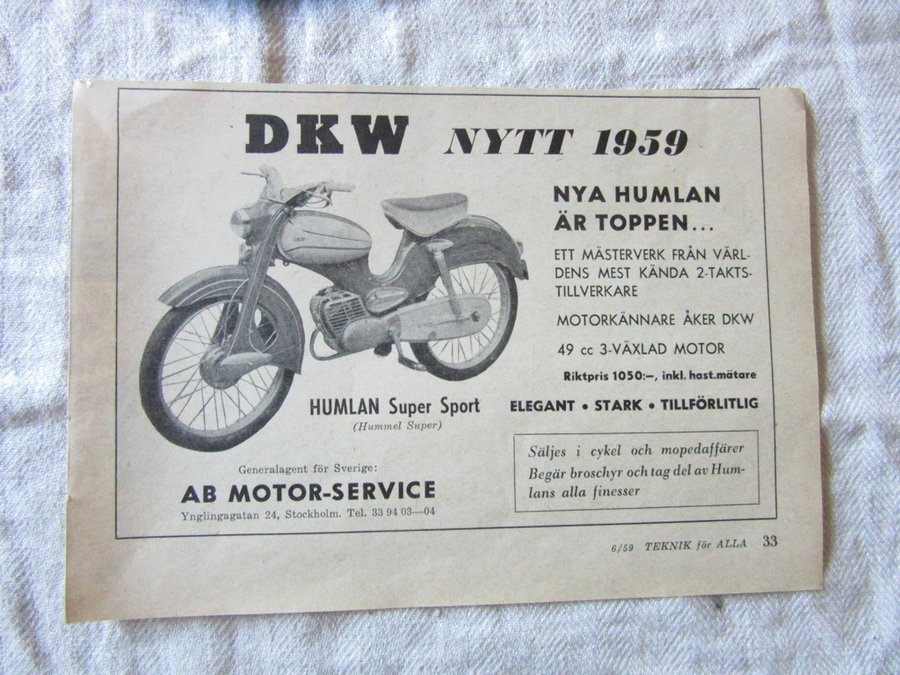 DKW NYTT 1959
NYA HUMLAN
ÄR TOPPEN...
ETT MÄSTERVERK FRÅN VÄRL-
DENS MEST KÄNDA 2-TAKTS-
TILLVERKARE
MOTORKÄNNARE ÅKER DKW
49 cc 3-VÄXLAD MOTOR
Riktpris 1050:–, inkl. hast.mätare
HUMLAN Super Sport
(Hummel Super)
ELEGANT • STARK • TILLFÖRLITLIG
Generalagent för Sverige:
AB MOTOR-SERVICE
Ynglingagatan 24, Stockholm. Tel. 33 94 03—04
Säljes i cykel och mopedaffärer
Begär broschyr och tag del av Hum-
lans alla finesser
6/59 TEKNIK för ALLA 33